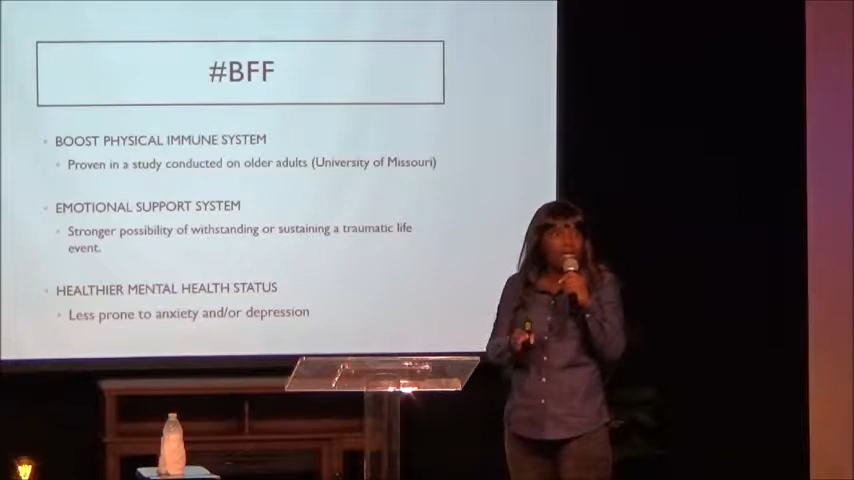 #BFF
BOOST PHYSICAL IMMUNE SYSTEM
Proven in a study conducted on older adults (University of Missouri)
EMOTIONAL SUPPORT SYSTEM
Stronger possibility of withstanding or sustaining a traumatic life
event.
HEALTHIER MENTAL HEALTH STATUS
Less prone to anxiety and/or depression